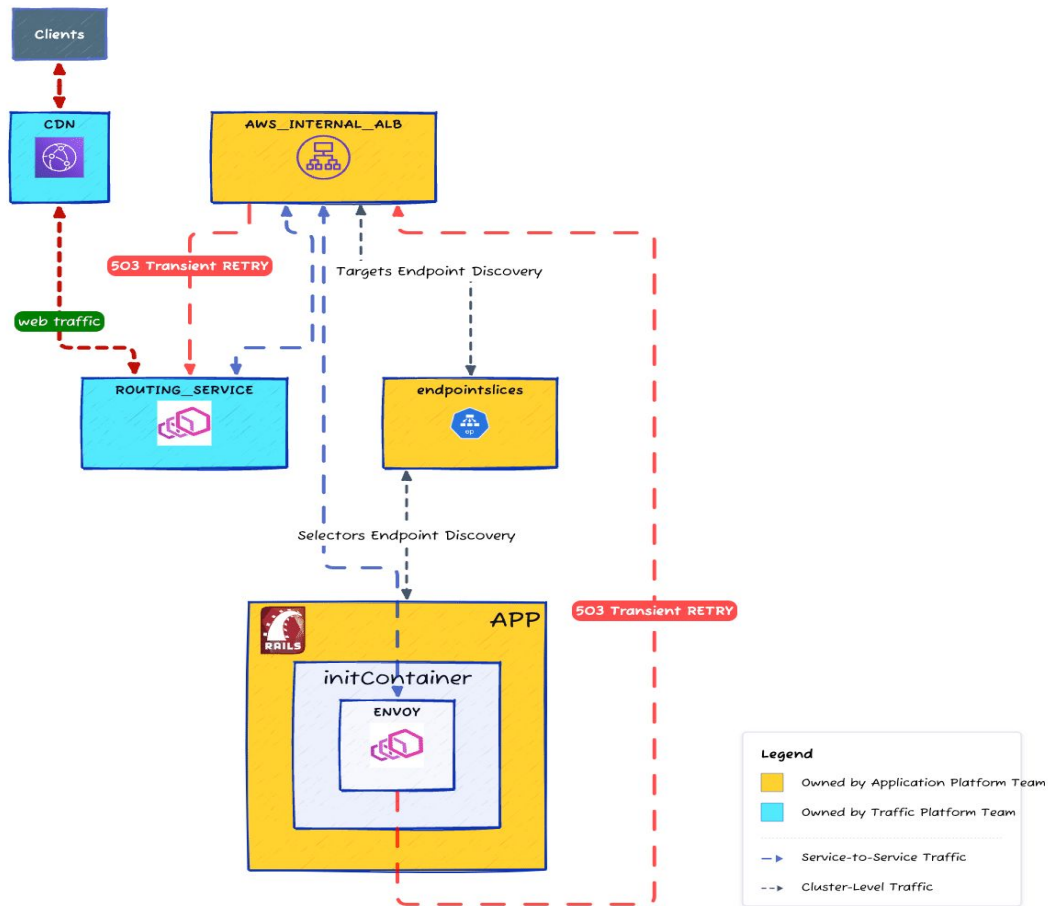 Clients
CDN
AWS_INTERNAL_ALB
503 Transient RETRY
Targets Endpoint Discovery
web traffic
ROUTING_SERVICE
endpointslices
ep
Selectors Endpoint Discovery
APP
RAILS
503 Transient RETRY
initContainer
ENVOY
Legend
Owned by Application Platform Team
Owned by Traffic Platform Team
Service-to-Service Traffic
Cluster-Level Traffic